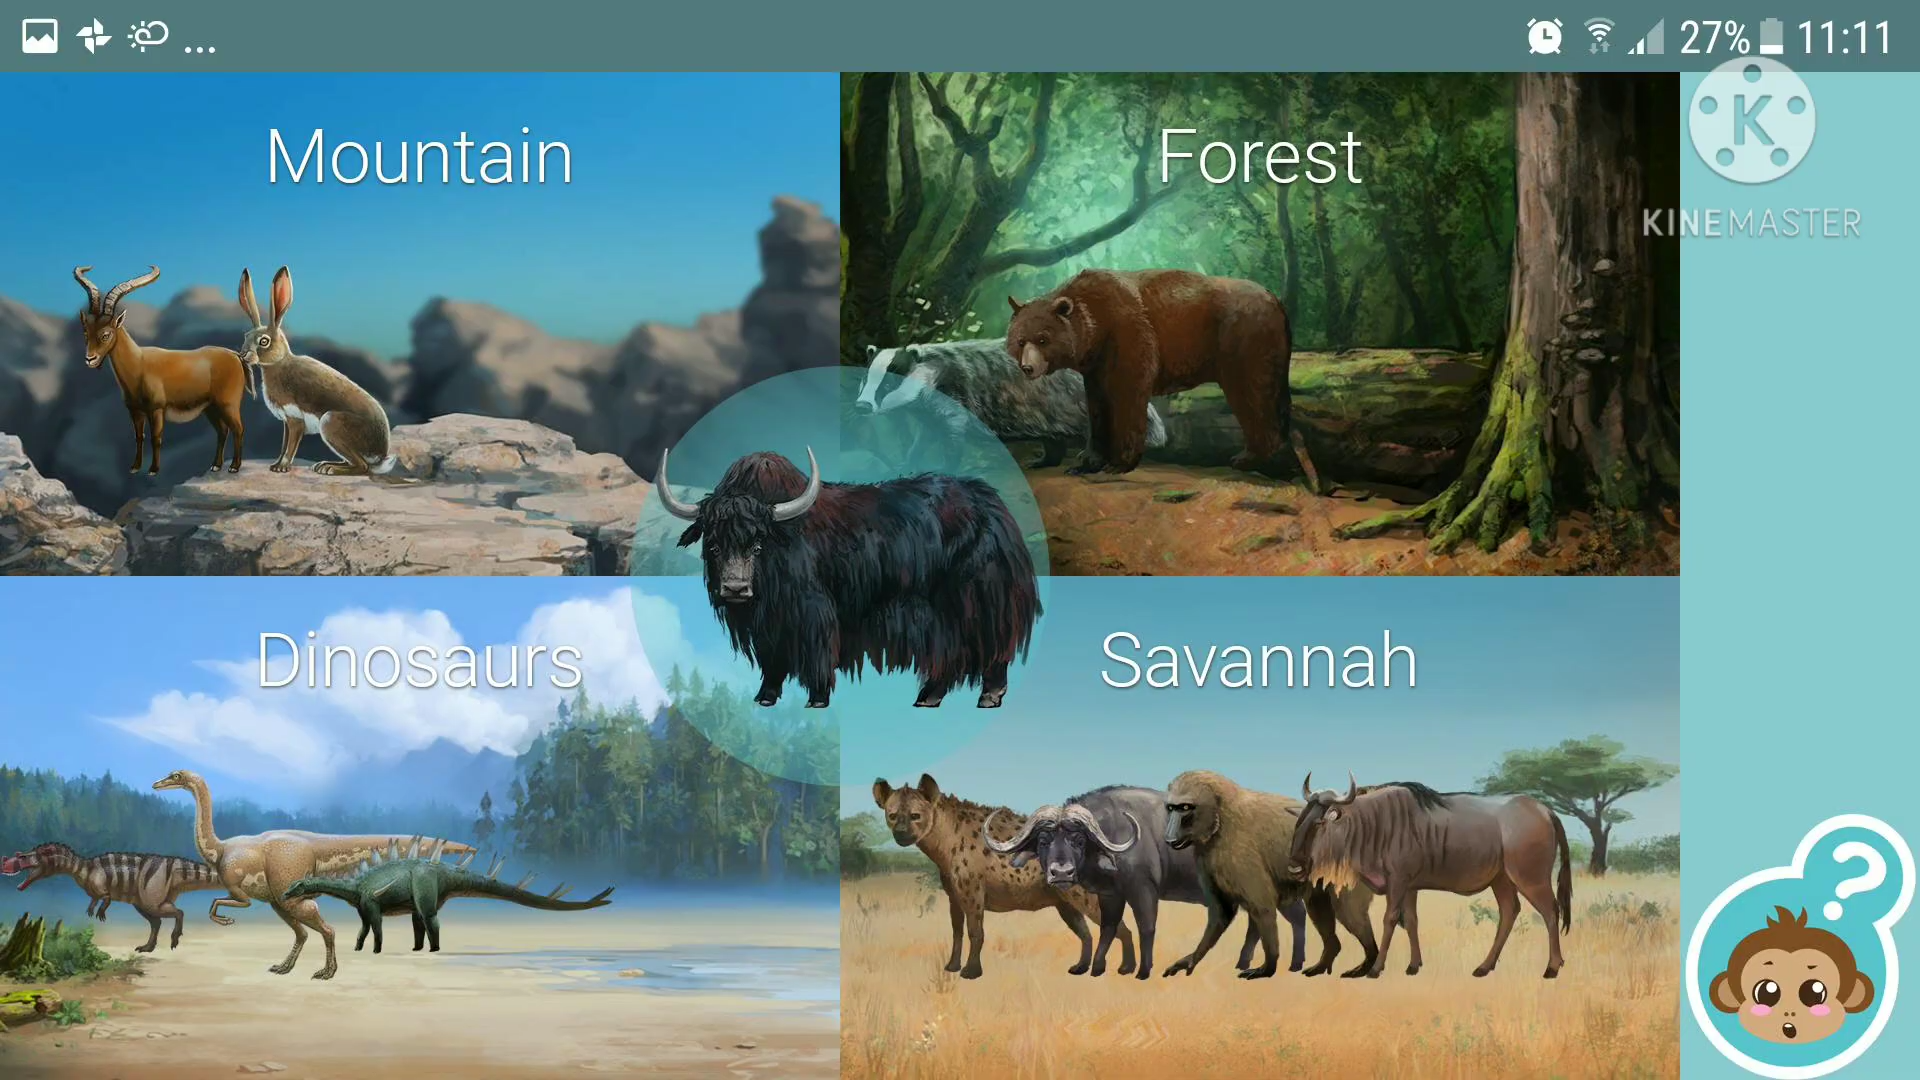 ... 27% 11:11
Mountain
Forest
K
KINEMASTER
Dinosaurs
Savannah
?